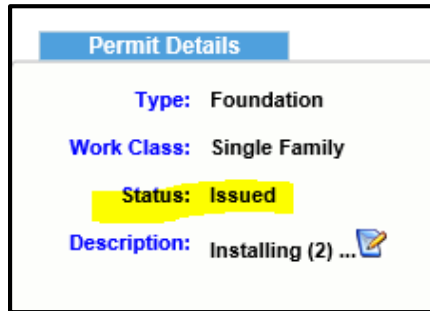 Permit Details
Type: Foundation
Work Class: Single Family
Status: Issued
Description: Installing (2) ...